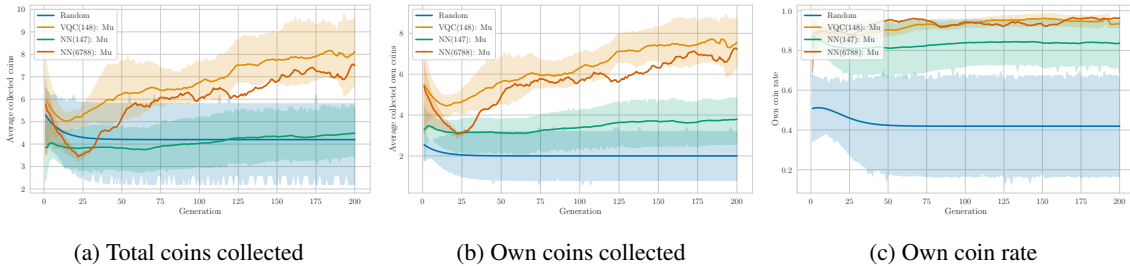 Random
VQC(148): Mu
NN(147): Mu
NN(6788): Mu
Average collected coins
10
9
8
7
6
5
4
3
2
0 25 50 75 100 125 150 175 200
Generation
(a) Total coins collected
Random
VQC(148): Mu
NN(147): Mu
NN(6788): Mu
Average collected own coins
8
6
4
2
0 25 50 75 100 125 150 175 200
Generation
(b) Own coins collected
Random
VQC(148): Mu
NN(147): Mu
NN(6788): Mu
Own coin rate
1.0
0.8
0.6
0.4
0.2
0 25 50 75 100 125 150 175 200
Generation
(c) Own coin rate